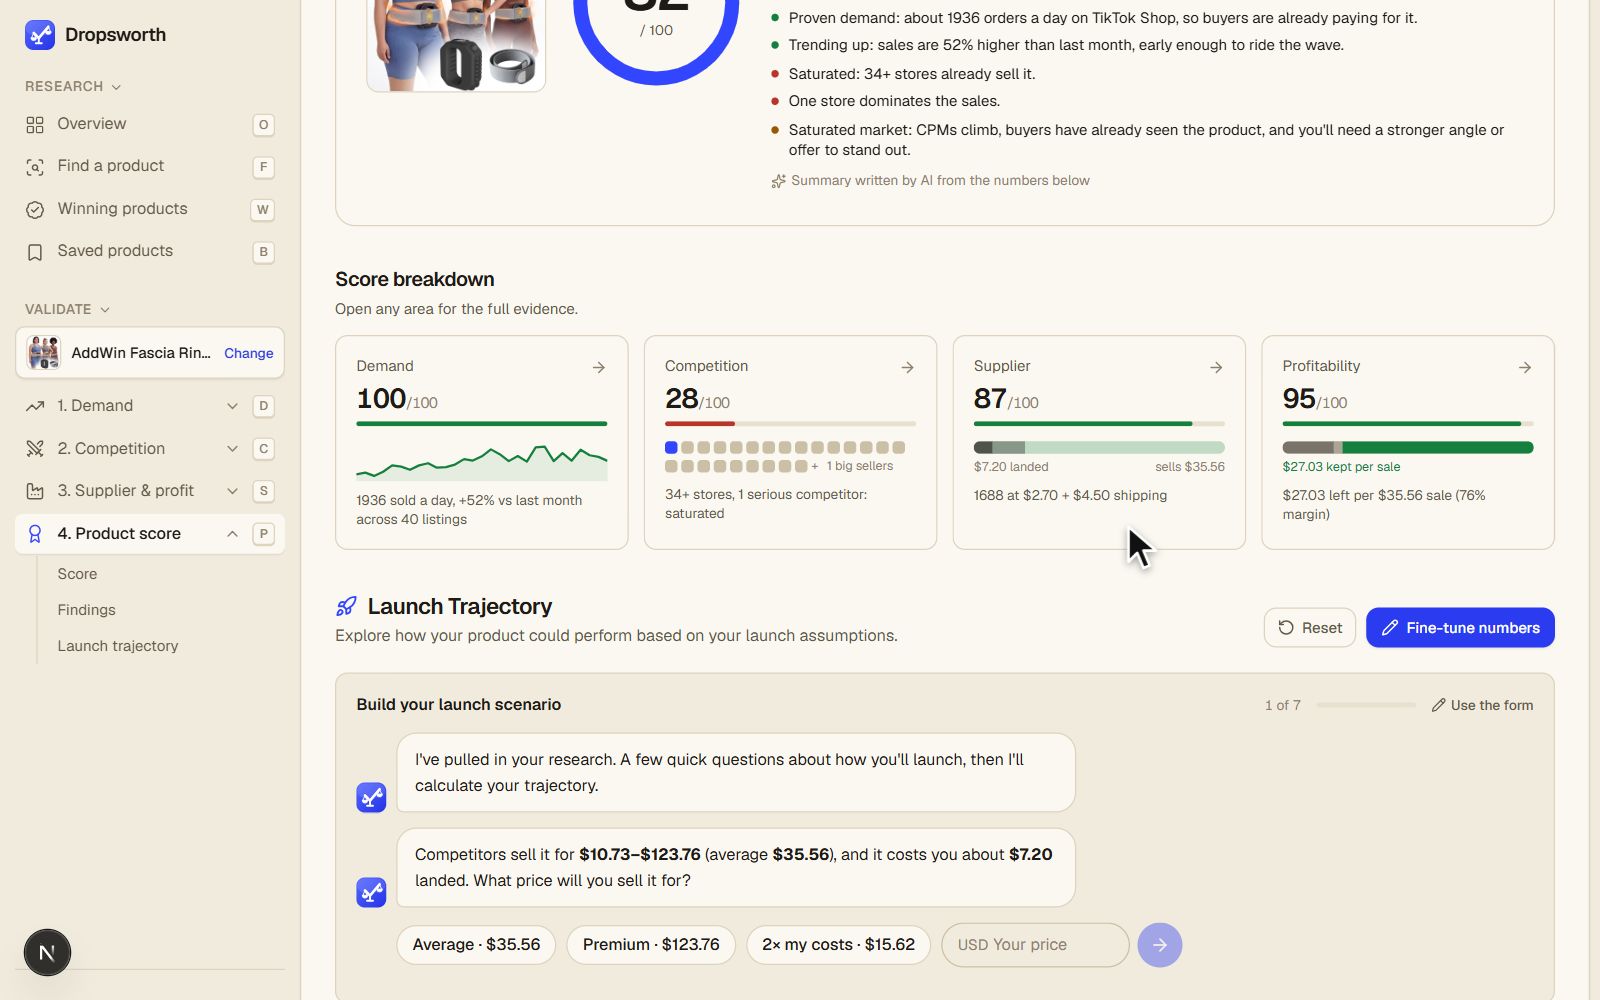 Dropsworth
RESEARCH
Overview
O
Find a product
F
Winning products
W
Saved products
B
VALIDATE
AddWin Fascia Rin...
Change
1. Demand
D
2. Competition
C
3. Supplier & profit
S
4. Product score
P
Score
Findings
Launch trajectory
N
/ 100
Proven demand: about 1936 orders a day on TikTok Shop, so buyers are already paying for it.
Trending up: sales are 52% higher than last month, early enough to ride the wave.
Saturated: 34+ stores already sell it.
One store dominates the sales.
Saturated market: CPMs climb, buyers have already seen the product, and you'll need a stronger angle or
offer to stand out.
Summary written by AI from the numbers below
Score breakdown
Open any area for the full evidence.
Demand
100/100
1936 sold a day, +52% vs last month
across 40 listings
Competition
28/100
+ 1 big sellers
34+ stores, 1 serious competitor:
saturated
Supplier
87/100
$7.20 landed
sells $35.56
1688 at $2.70 + $4.50 shipping
Profitability
95/100
$27.03 kept per sale
$27.03 left per $35.56 sale (76%
margin)
Launch Trajectory
Explore how your product could perform based on your launch assumptions.
Reset
Fine-tune numbers
Build your launch scenario
1 of 7
Use the form
I've pulled in your research. A few quick questions about how you'll launch, then I'll
calculate your trajectory.
Competitors sell it for $10.73–$123.76 (average $35.56), and it costs you about $7.20
landed. What price will you sell it for?
Average · $35.56
Premium · $123.76
2× my costs · $15.62
USD Your price